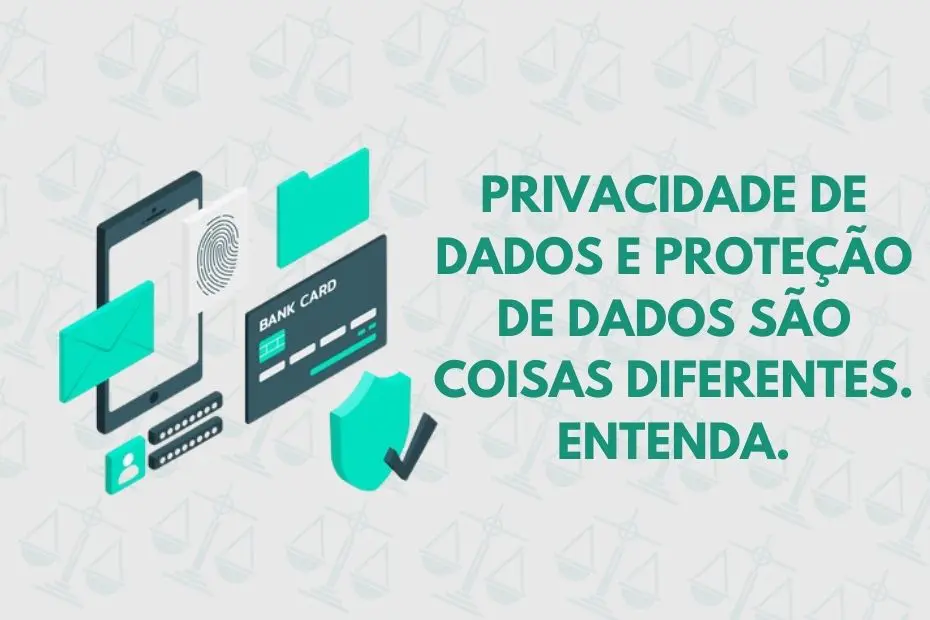 BANK CARD
PRIVACIDADE DE
DADOS E PROTEÇÃO
DE DADOS SÃO
COISAS DIFERENTES.
ENTENDA.